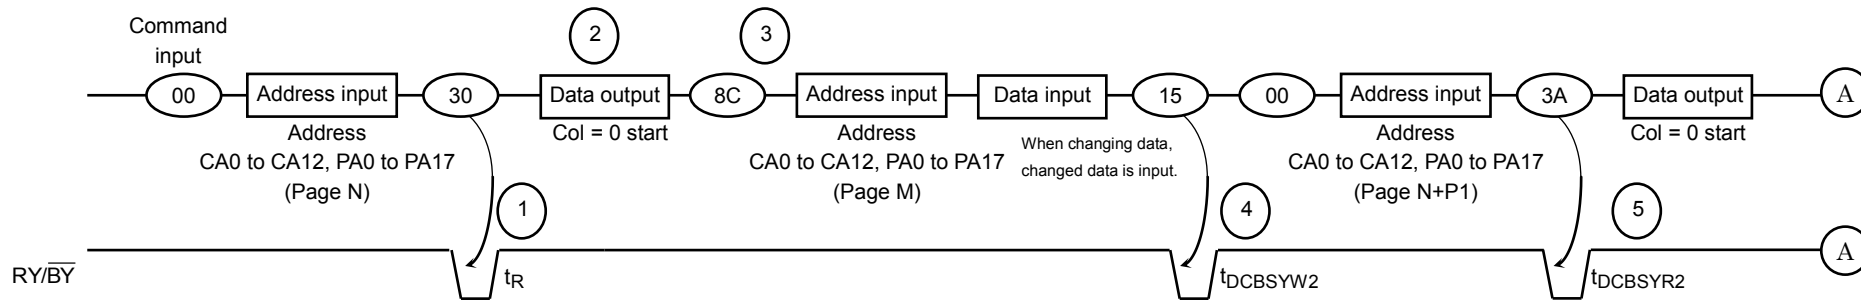 Command
input
2
3
00
Address input
30
Data output
8C
Address input
Data input
15
00
Address input
3A
Data output
A
Address
CA0 to CA12, PA0 to PA17
(Page N)
Col = 0 start
Address
CA0 to CA12, PA0 to PA17
(Page M)
When changing data,
changed data is input.
Address
CA0 to CA12, PA0 to PA17
(Page N+P1)
Col = 0 start
1
4
5
RY/BY
tR
tDCBSYW2
tDCBSYR2
A